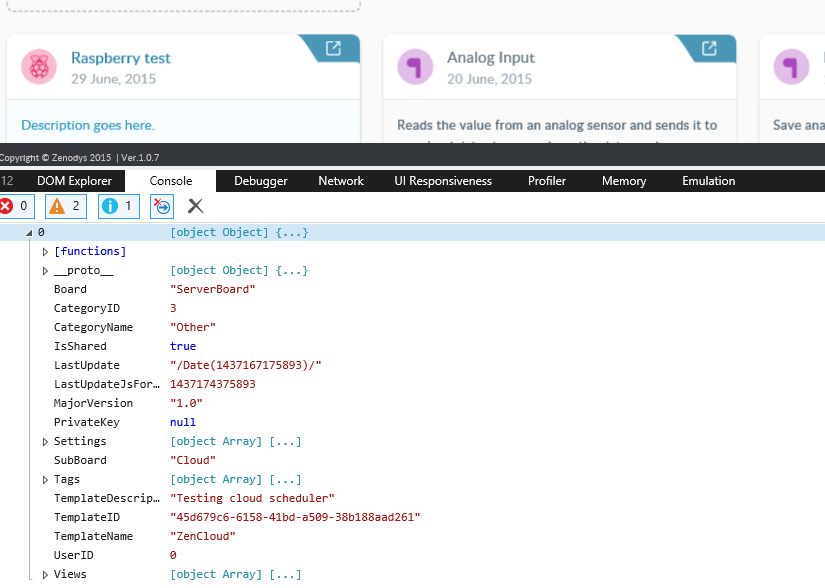 Raspberry test
29 June, 2015
Description goes here.
Analog Input
20 June, 2015
Reads the value from an analog sensor and sends it to
Save ana
Copyright © Zenodys 2015 | Ver.1.0.7
12 DOM Explorer Console Debugger Network UI Responsiveness Profiler Memory Emulation
0 2 1
0 [object Object] {...}
[functions]
__proto__ [object Object] {...}
Board "ServerBoard"
CategoryID 3
CategoryName "Other"
IsShared true
LastUpdate "/Date(1437167175893)/"
LastUpdateJsFor… 1437174375893
MajorVersion "1.0"
PrivateKey null
Settings [object Array] [...]
SubBoard "Cloud"
Tags [object Array] [...]
TemplateDescrip… "Testing cloud scheduler"
TemplateID "45d679c6-6158-41bd-a509-38b188aad261"
TemplateName "ZenCloud"
UserID 0
Views [object Array] [...]